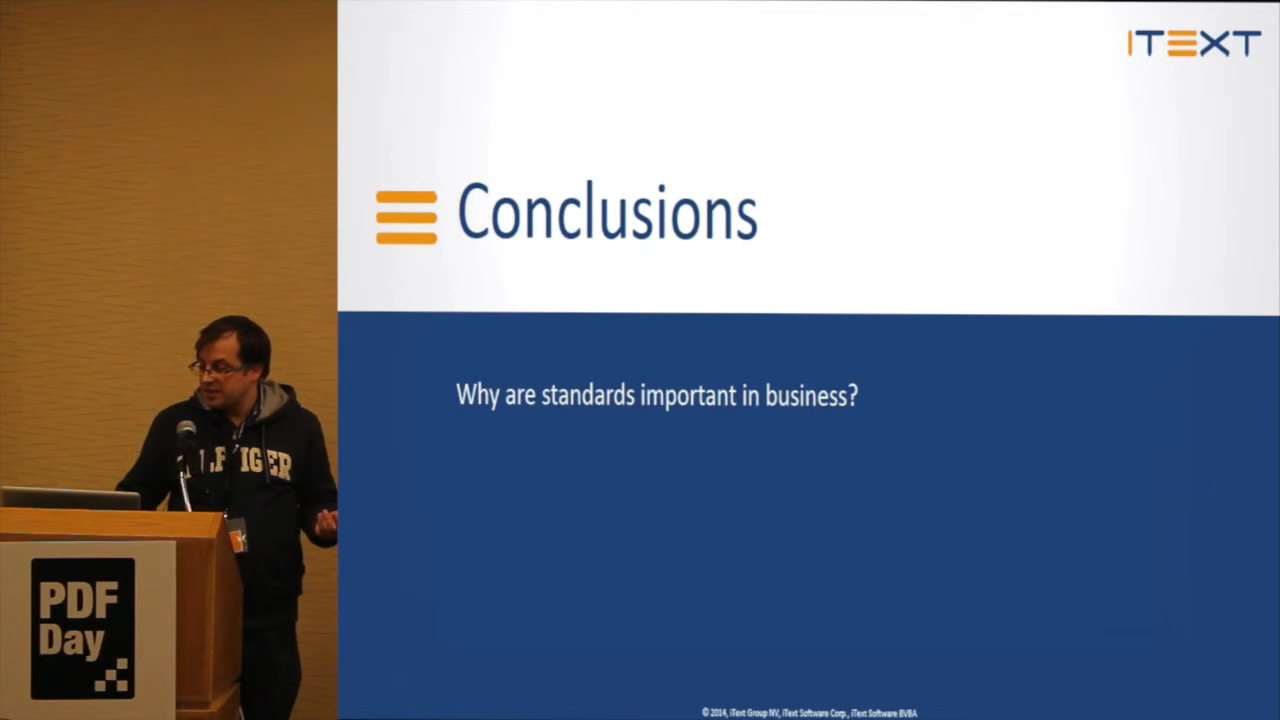 ITEXT
Conclusions
Why are standards important in business?
PDF
Day
© 2014, iText Group NV, iText Software Corp., iText Software BVBA